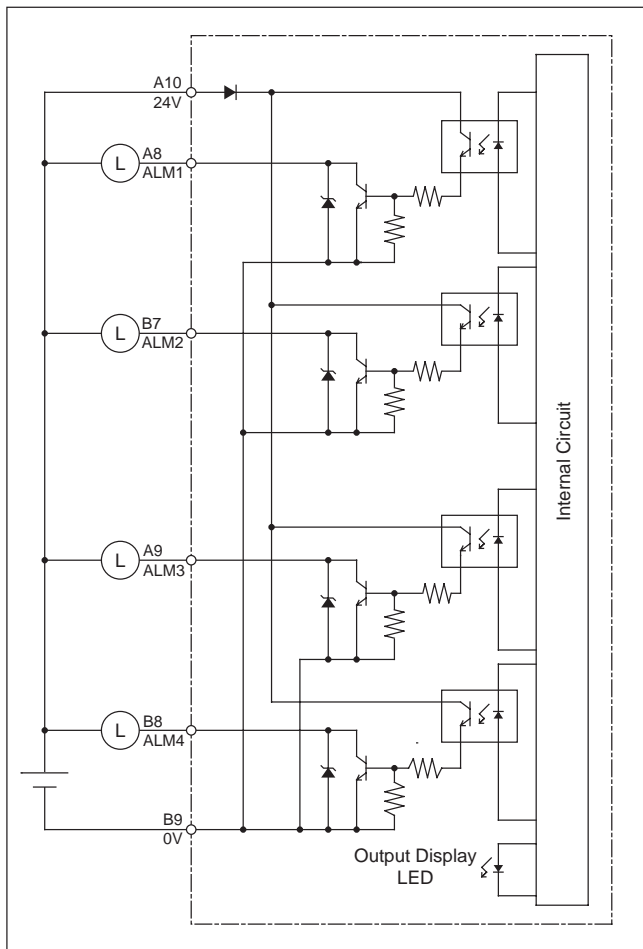 A10
24V
L
A8
ALM1
L
B7
ALM2
L
A9
ALM3
L
B8
ALM4
B9
0V
Internal Circuit
Output Display
LED